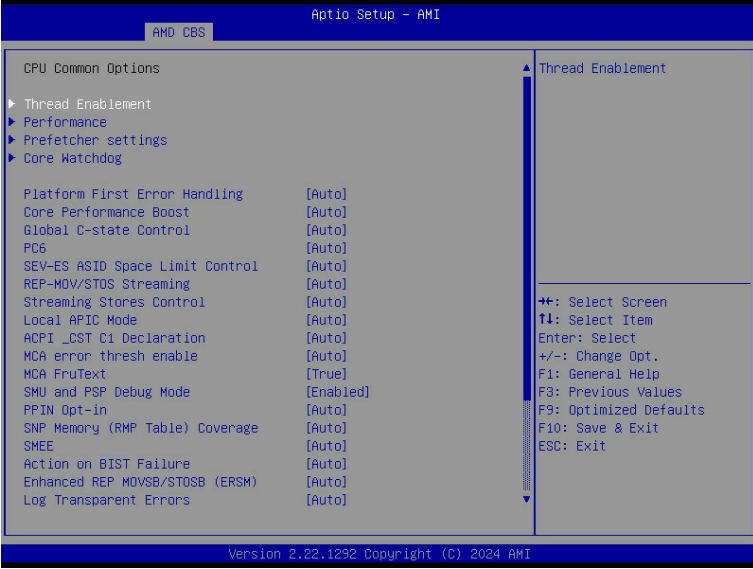 Aptio Setup – AMI
AMD CBS
CPU Common Options
Thread Enablement
Performance
Prefetcher settings
Core Watchdog
Platform First Error Handling [Auto]
Core Performance Boost [Auto]
Global C-state Control [Auto]
PC6 [Auto]
SEV-ES ASID Space Limit Control [Auto]
REP-MOV/STOS Streaming [Auto]
Streaming Stores Control [Auto]
Local APIC Mode [Auto]
ACPI _CST C1 Declaration [Auto]
MCA error thresh enable [Auto]
MCA FruText [True]
SMU and PSP Debug Mode [Enabled]
PPIN Opt-in [Auto]
SNP Memory (RMP Table) Coverage [Auto]
SMEE [Auto]
Action on BIST Failure [Auto]
Enhanced REP MOVSB/STOSB (ERSM) [Auto]
Log Transparent Errors [Auto]
Thread Enablement
→←: Select Screen
↑↓: Select Item
Enter: Select
+/-: Change Opt.
F1: General Help
F3: Previous Values
F9: Optimized Defaults
F10: Save & Exit
ESC: Exit
Version 2.22.1292 Copyright (C) 2024 AMI